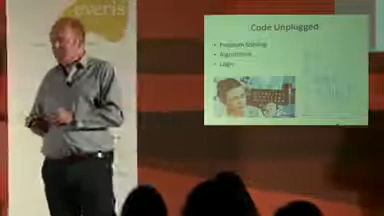 everis
Code Unplugged
• Problem Solving
• Algorithms
• Logic